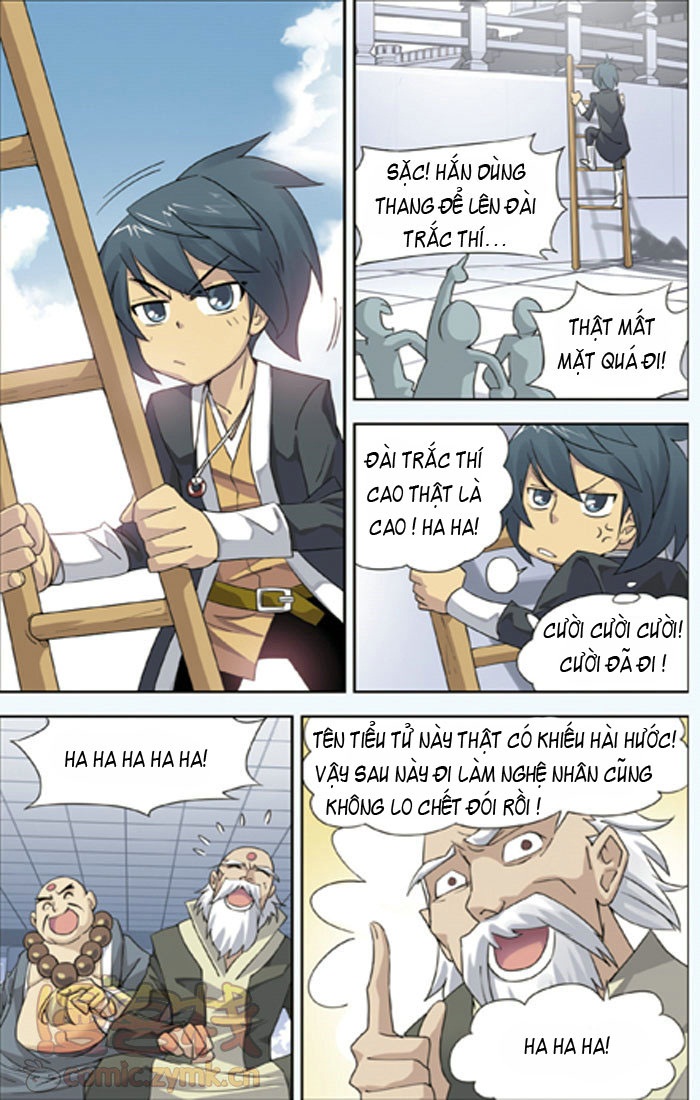 SẶC! HẮN DÙNG
THANG ĐỂ LÊN ĐÀI
TRẮC THÍ...
THẬT MẤT
MẶT QUÁ ĐI!
ĐÀI TRẮC THÍ
CAO THẬT LÀ
CAO! HA HA!
CƯỜI CƯỜI CƯỜI!
CƯỜI ĐÃ ĐI!
HA HA HA HA HA!
TÊN TIỂU TỬ NÀY THẬT CÓ KHIẾU HÀI HƯỚC!
VẬY SAU NÀY ĐI LÀM NGHỆ NHÂN CŨNG
KHÔNG LO CHẾT ĐÓI RỒI!
HA HA HA!
comic.zymk.cn